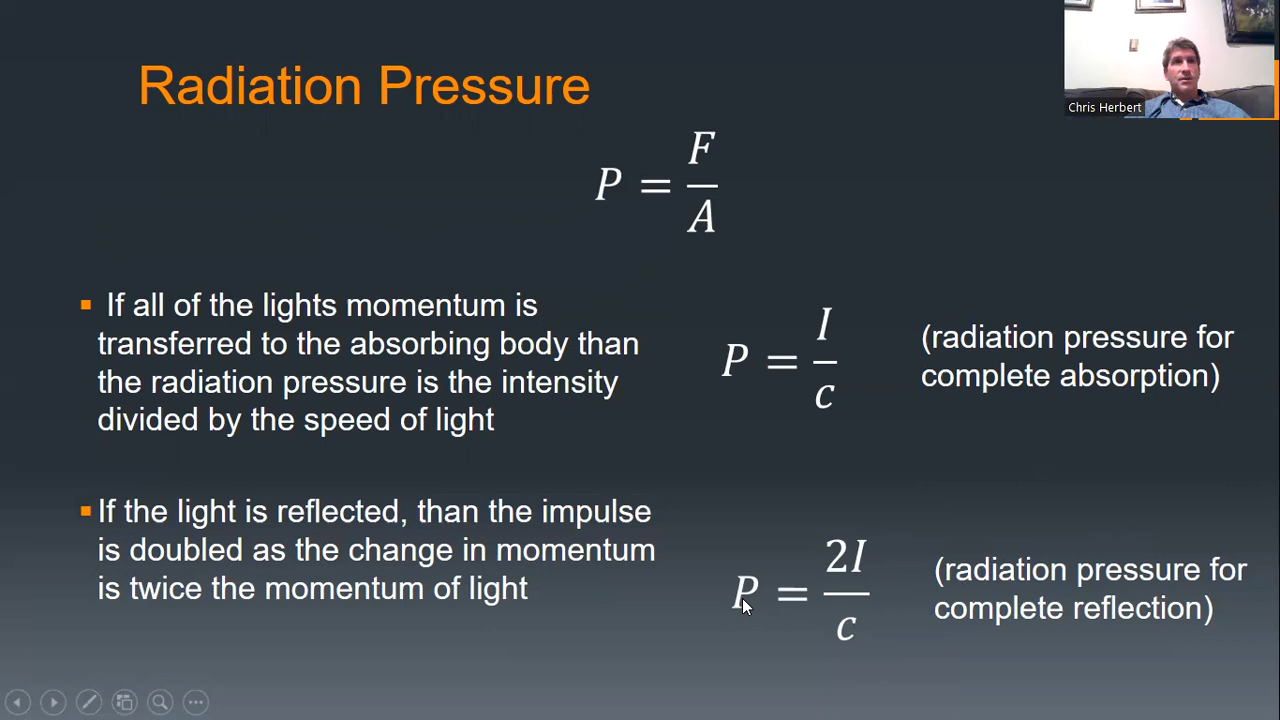 Radiation Pressure
Chris Herbert
P = F/A
If all of the lights momentum is
transferred to the absorbing body than
the radiation pressure is the intensity
divided by the speed of light
P = I/c
(radiation pressure for
complete absorption)
If the light is reflected, than the impulse
is doubled as the change in momentum
is twice the momentum of light
P = 2I/c
(radiation pressure for
complete reflection)